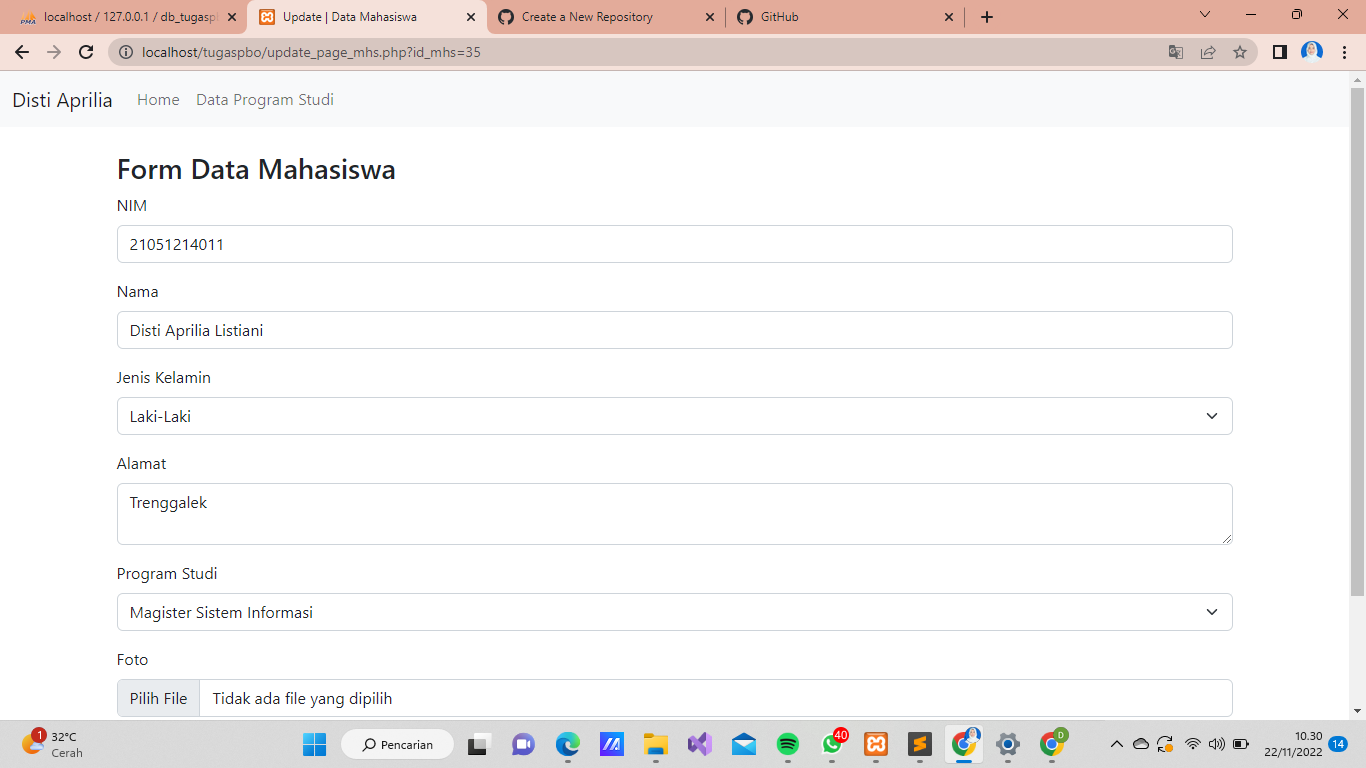 localhost / 127.0.0.1 / db_tugaspb
Update | Data Mahasiswa
Create a New Repository
GitHub
localhost/tugaspbo/update_page_mhs.php?id_mhs=35
Disti Aprilia
Home
Data Program Studi
Form Data Mahasiswa
NIM
21051214011
Nama
Disti Aprilia Listiani
Jenis Kelamin
Laki-Laki
Alamat
Trenggalek
Program Studi
Magister Sistem Informasi
Foto
Pilih File
Tidak ada file yang dipilih
1
32°C
Cerah
Pencarian
40
D
10.30
22/11/2022
14